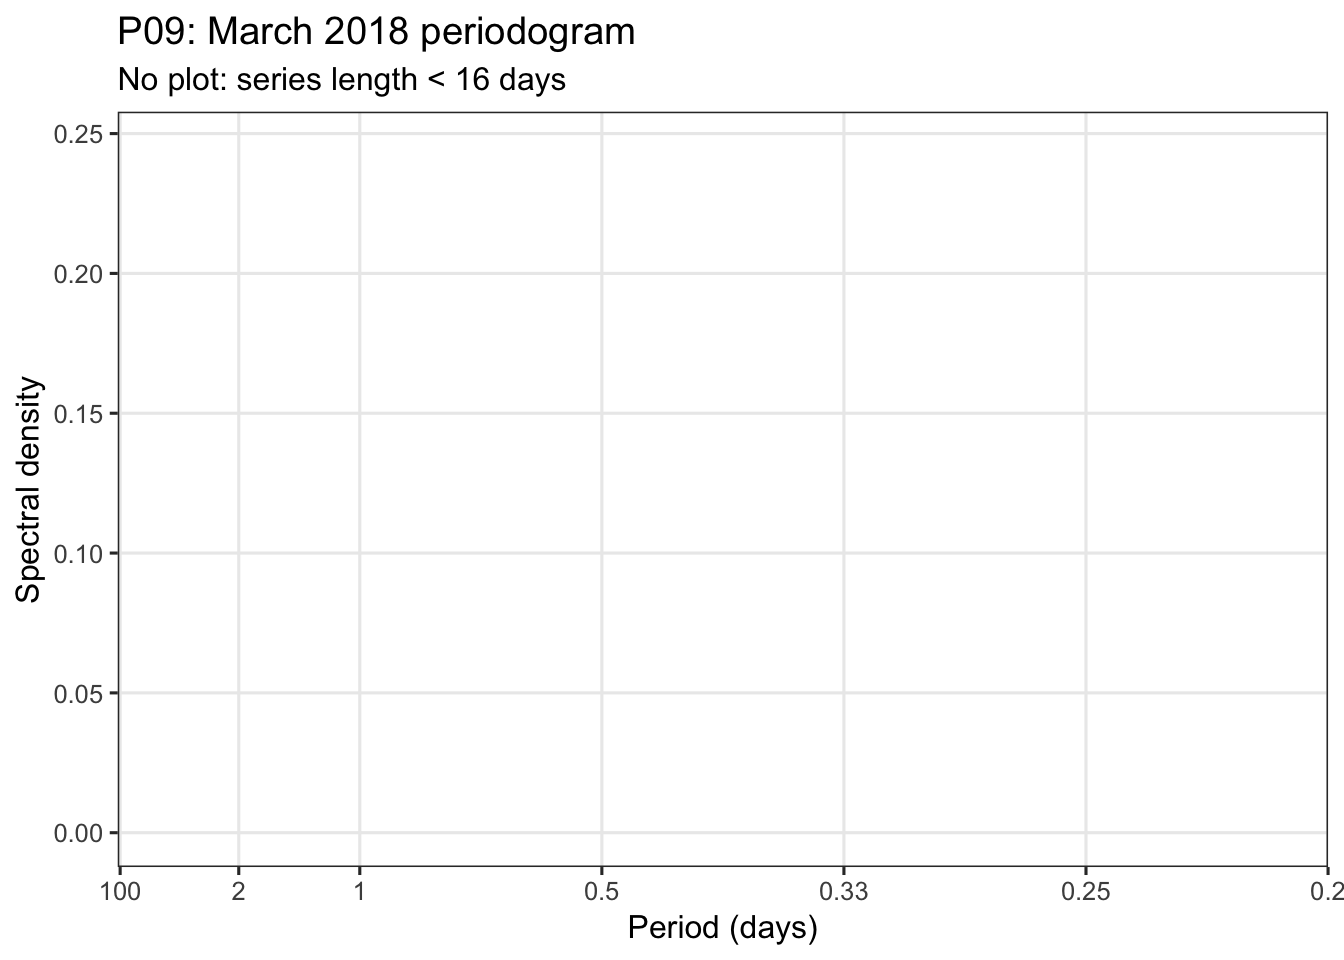 P09: March 2018 periodogram
No plot: series length < 16 days
Spectral density
0.25
0.20
0.15
0.10
0.05
0.00
100 2 1 0.5 0.33 0.25 0.2
Period (days)